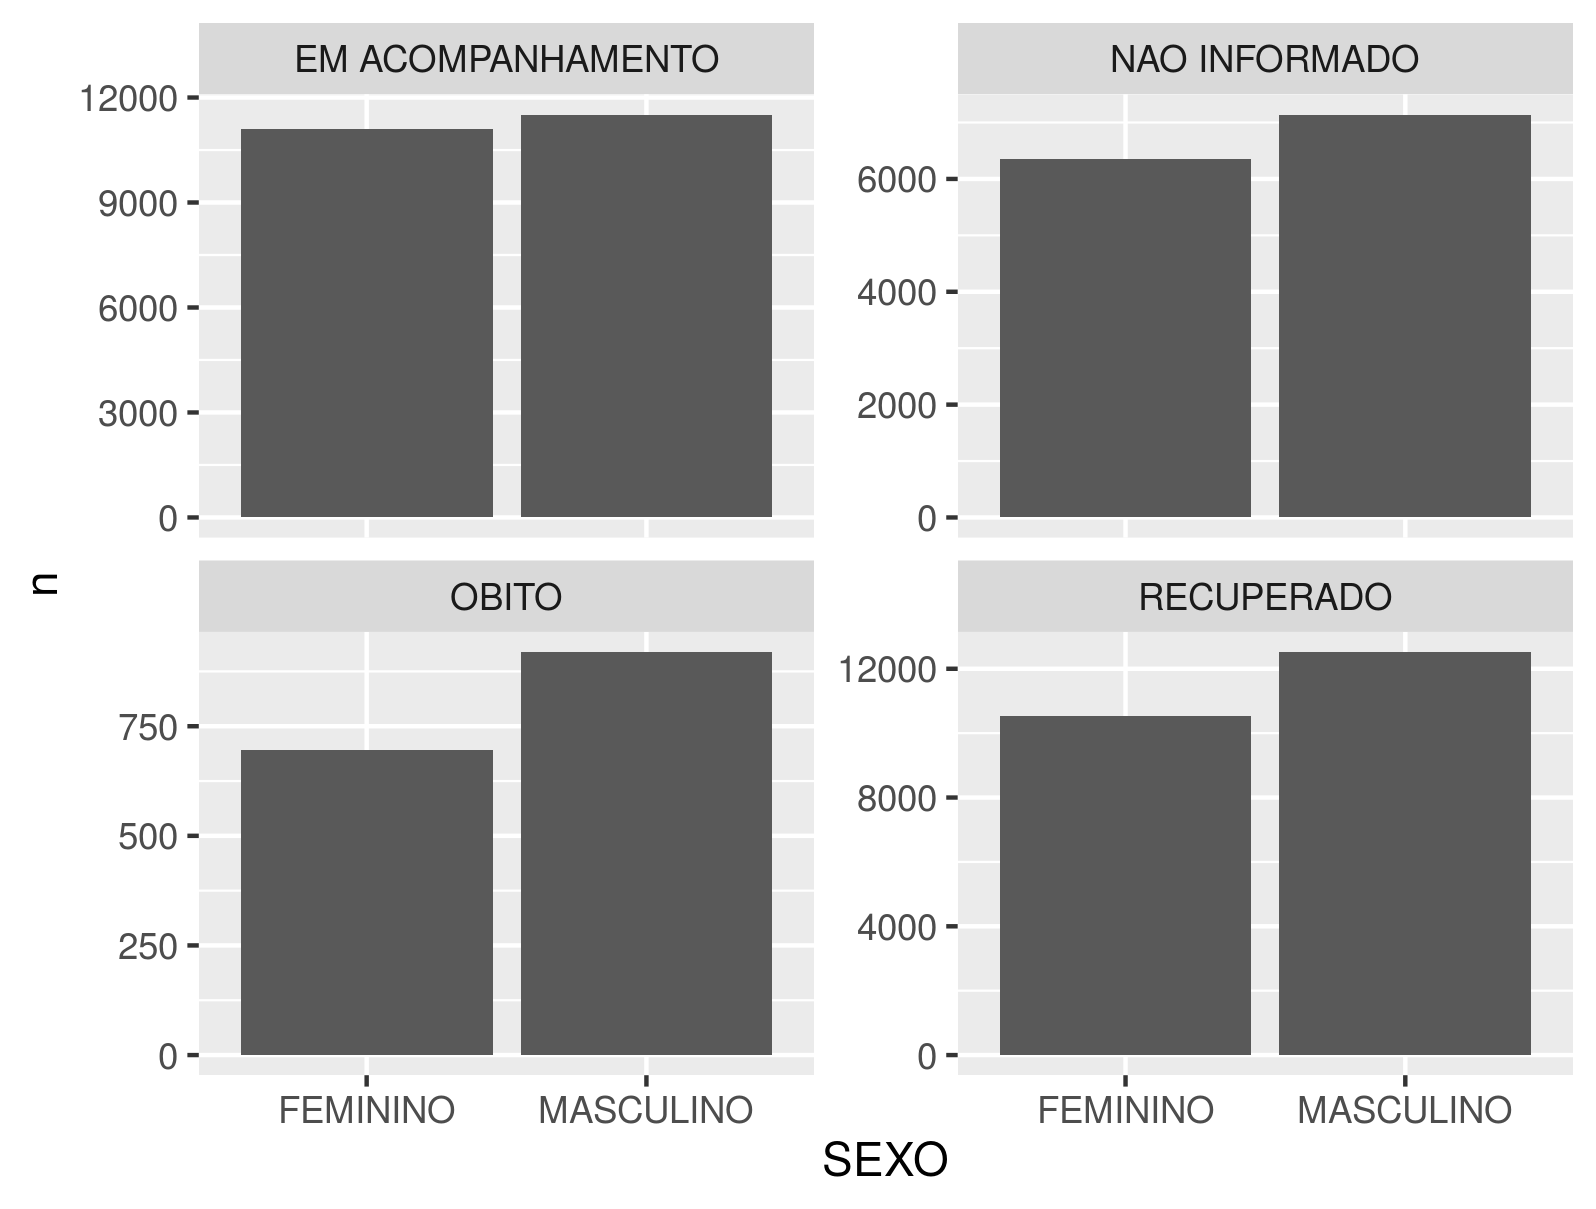 EM ACOMPANHAMENTO
NAO INFORMADO
12000
9000
6000
3000
0
6000
4000
2000
0
n
OBITO
RECUPERADO
750
500
250
0
12000
8000
4000
0
FEMININO
MASCULINO
FEMININO
MASCULINO
SEXO